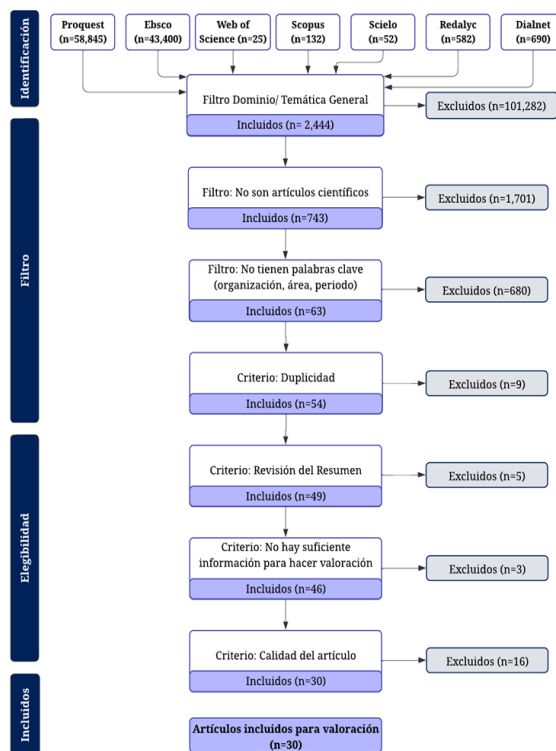 Identificación
Proquest
(n=58,845)
Ebsco
(n=43,400)
Web of
Science (n=25)
Scopus
(n=132)
Scielo
(n=52)
Redalyc
(n=582)
Dialnet
(n=690)
Filtro Dominio/ Temática General
Incluidos (n= 2,444)
Excluidos (n=101,282)
Filtro
Filtro: No son artículos científicos
Incluidos (n=743)
Excluidos (n=1,701)
Filtro: No tienen palabras clave
(organización, área, periodo)
Incluidos (n=63)
Excluidos (n=680)
Criterio: Duplicidad
Incluidos (n=54)
Excluidos (n=9)
Elegibilidad
Criterio: Revisión del Resumen
Incluidos (n=49)
Excluidos (n=5)
Criterio: No hay suficiente
información para hacer valoración
Incluidos (n=46)
Excluidos (n=3)
Criterio: Calidad del artículo
Incluidos (n=30)
Excluidos (n=16)
Incluidos
Artículos incluidos para valoración
(n=30)